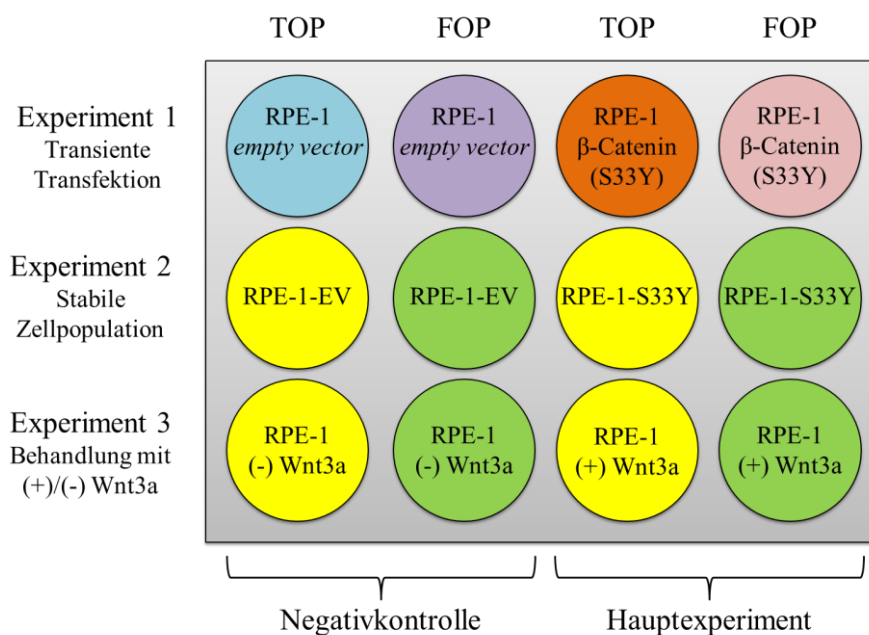 TOP FOP TOP FOP
Experiment 1
Transiente
Transfektion
RPE-1
empty vector
RPE-1
empty vector
RPE-1
β-Catenin
(S33Y)
RPE-1
β-Catenin
(S33Y)
Experiment 2
Stabile
Zellpopulation
RPE-1-EV
RPE-1-EV
RPE-1-S33Y
RPE-1-S33Y
Experiment 3
Behandlung mit
(+)/(-) Wnt3a
RPE-1
(-) Wnt3a
RPE-1
(-) Wnt3a
RPE-1
(+) Wnt3a
RPE-1
(+) Wnt3a
Negativkontrolle
Hauptexperiment